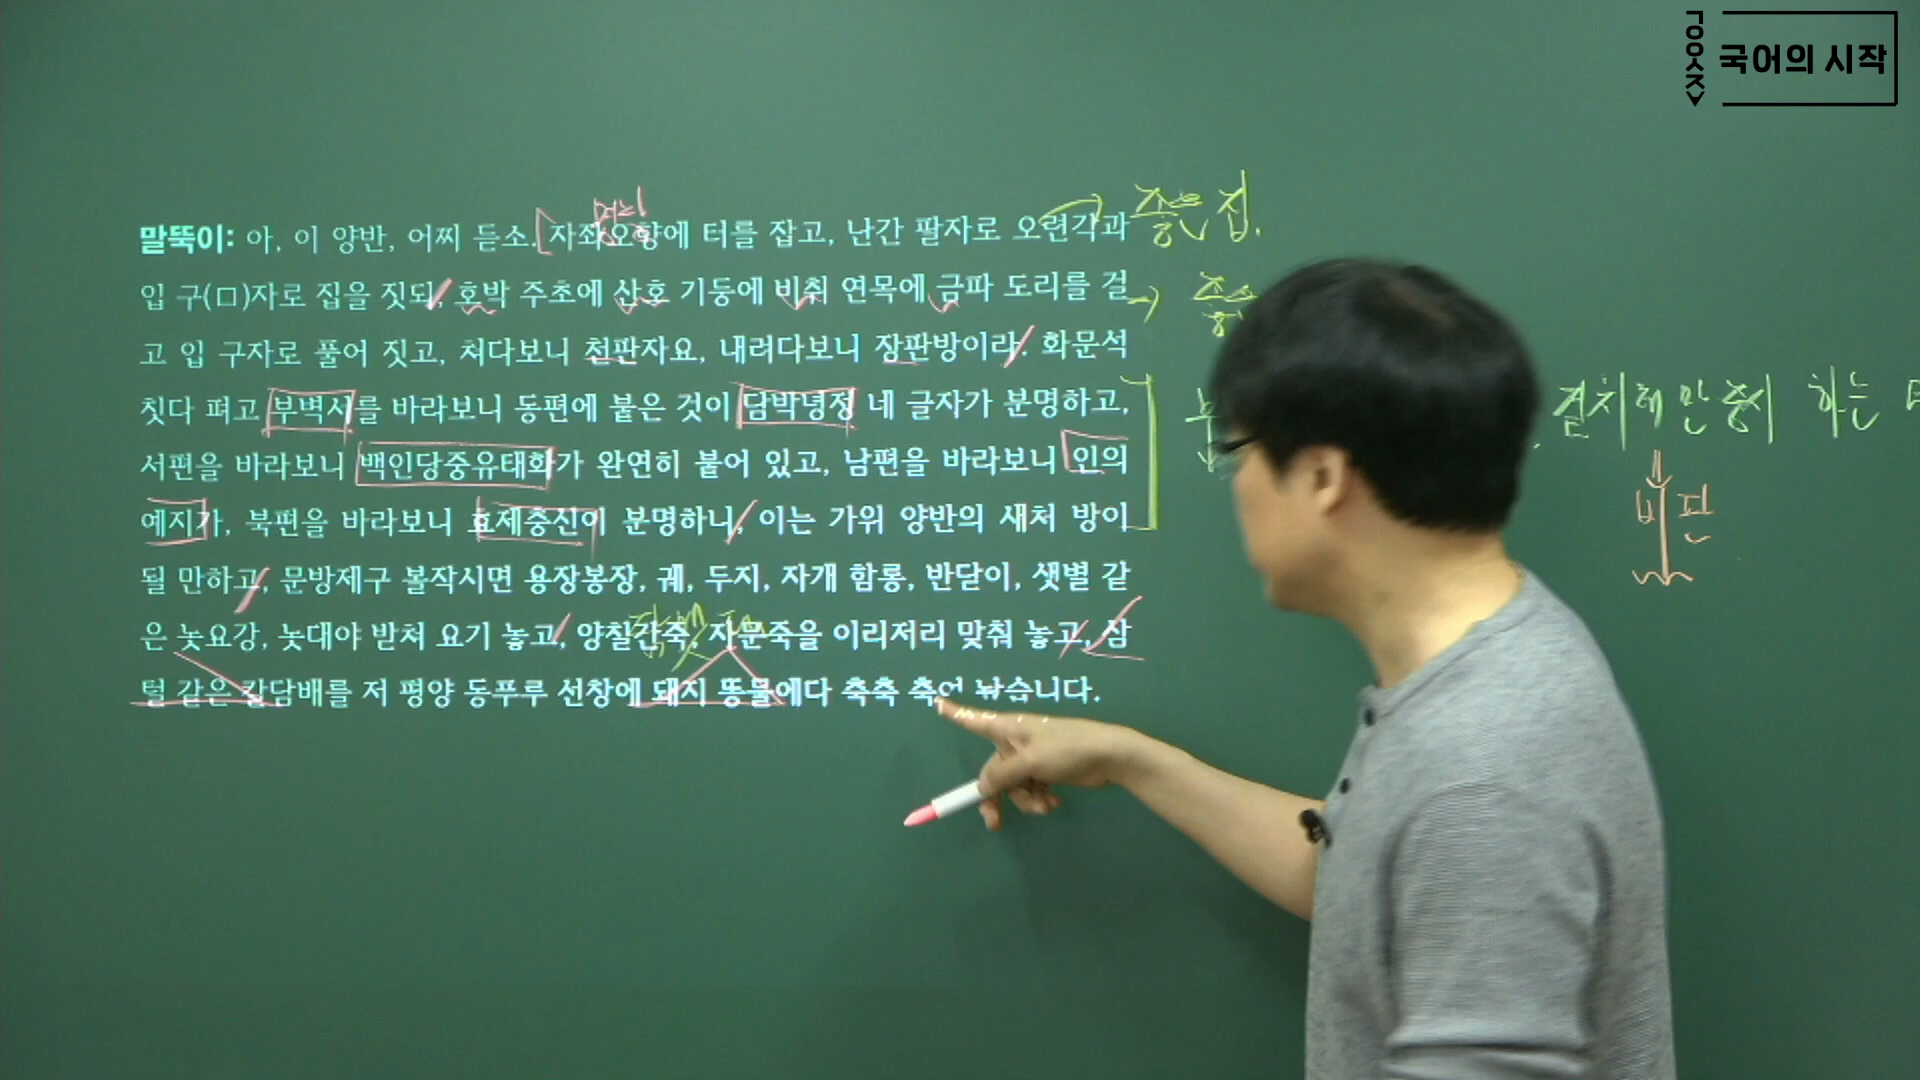 국어의 시작
명당
말뚝이: 아, 이 양반, 어찌 듣소. 자좌오향에 터를 잡고, 난간 팔자로 오련각과
좋은 집.
입 구(ㅁ)자로 집을 짓되, 호박 주초에 산호 기둥에 비취 연목에 금파 도리를 걸
고 입 구자로 풀어 짓고, 쳐다보니 천판자요, 내려다보니 장판방이라. 화문석
칫다 펴고 부벽서를 바라보니 동편에 붙은 것이 담박녕정 네 글자가 분명하고,
겉치레만 중시 하는
서편을 바라보니 백인당중유태화가 완연히 붙어 있고, 남편을 바라보니 인의
비판
예지가, 북편을 바라보니 효제충신이 분명하니, 이는 가위 양반의 새처 방이
될 만하고, 문방제구 볼작시면 용장봉장, 궤, 두지, 자개 함롱, 반닫이, 샛별 같
은 놋요강, 놋대야 받쳐 요기 놓고, 양칠간죽, 자문죽을 이리저리 맞춰 놓고, 삼
털 같은 칼담배를 저 평양 동푸루 선창에 돼지 똥물에다 축축 축여 놨습니다.